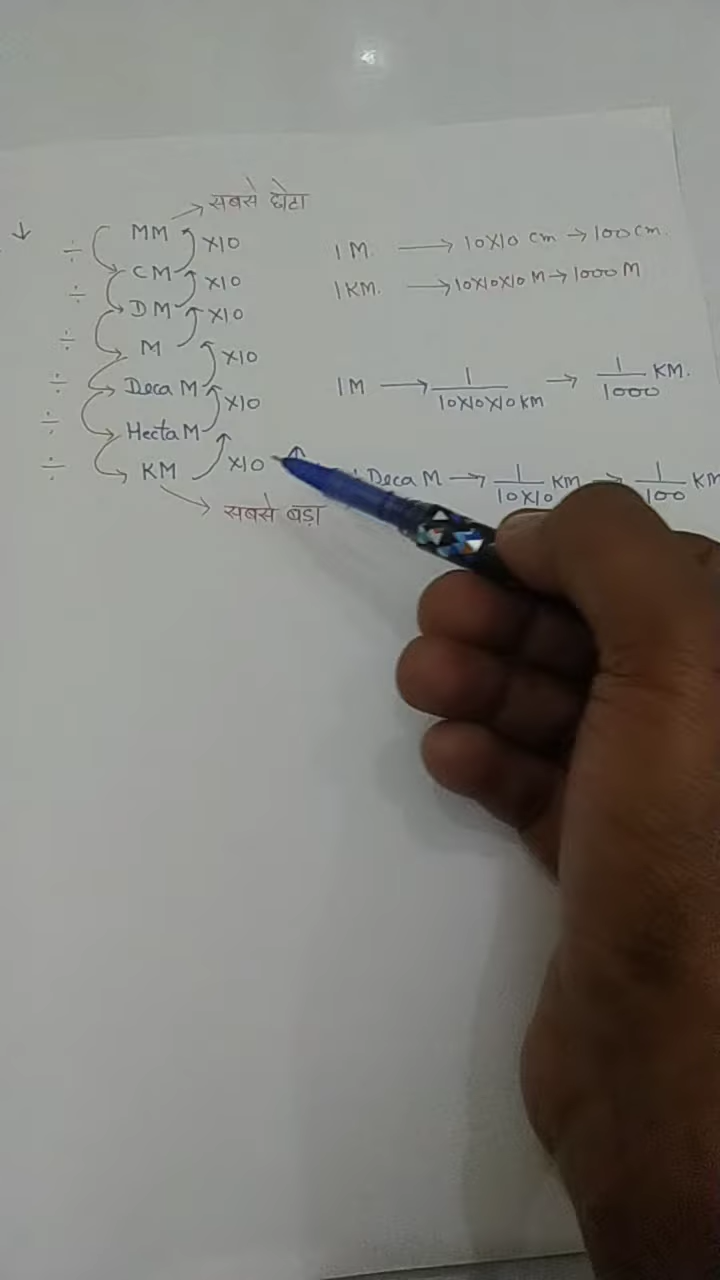 सबसे छोटा
↓
÷ MM ×10
CM
÷ ×10
DM ×10
÷ M ×10
÷ Deca M ×10
÷ Hecta M
÷ KM ×10
सबसे बड़ा
1 M. → 10×10 cm → 100 cm.
1 KM. → 10×10×10 M → 1000 M
1 M → 1/10×10×10 KM → 1/1000 KM.
Deca M → 1/10×10 KM → 1/100 KM